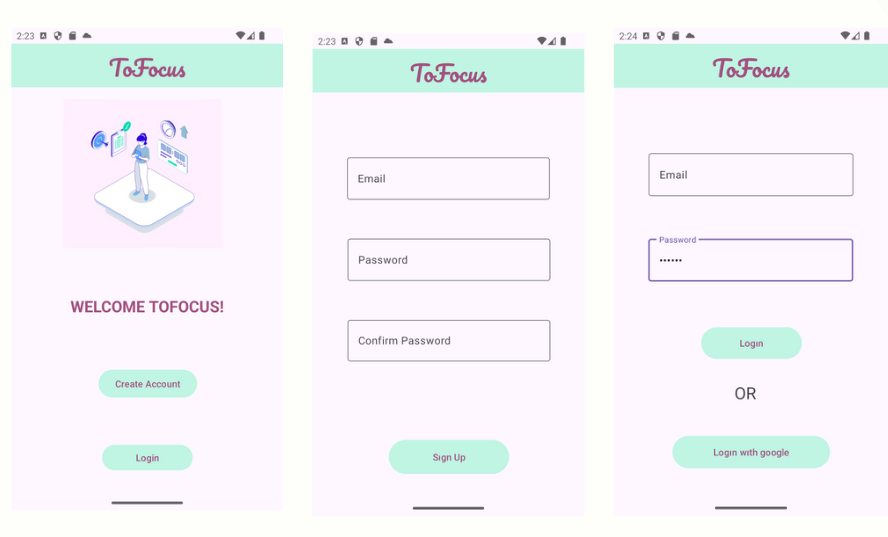 2:23
ToFocus
WELCOME TOFOCUS!
Create Account
Login
2:23
ToFocus
Email
Password
Confirm Password
Sign Up
2:24
ToFocus
Email
Password
••••••
Login
OR
Login with google